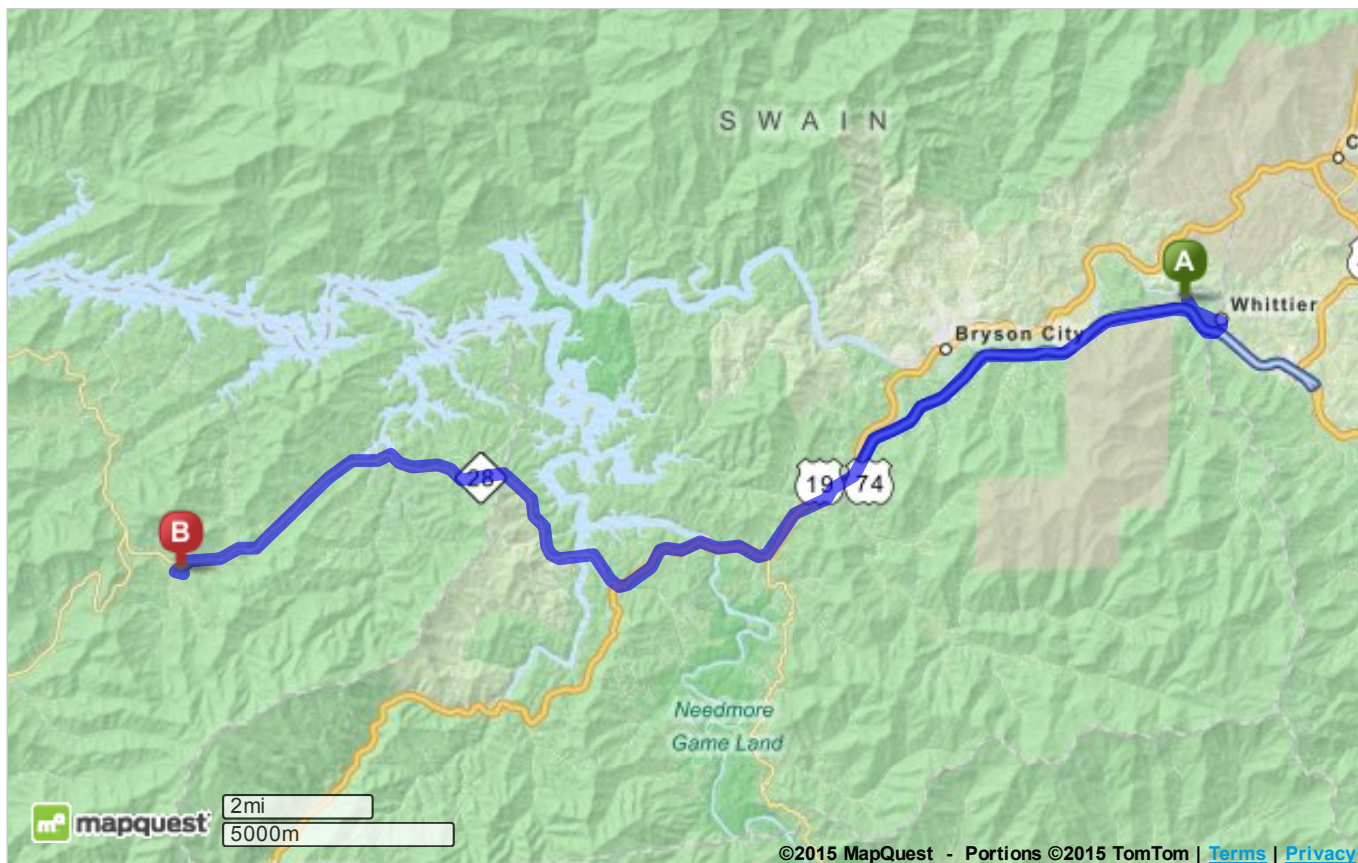 SWAIN
C
A
Whittier
Bryson City
28
19
74
B
Needmore
Game Land
mapquest
2mi
5000m
©2015 MapQuest - Portions ©2015 TomTom | Terms | Privacy